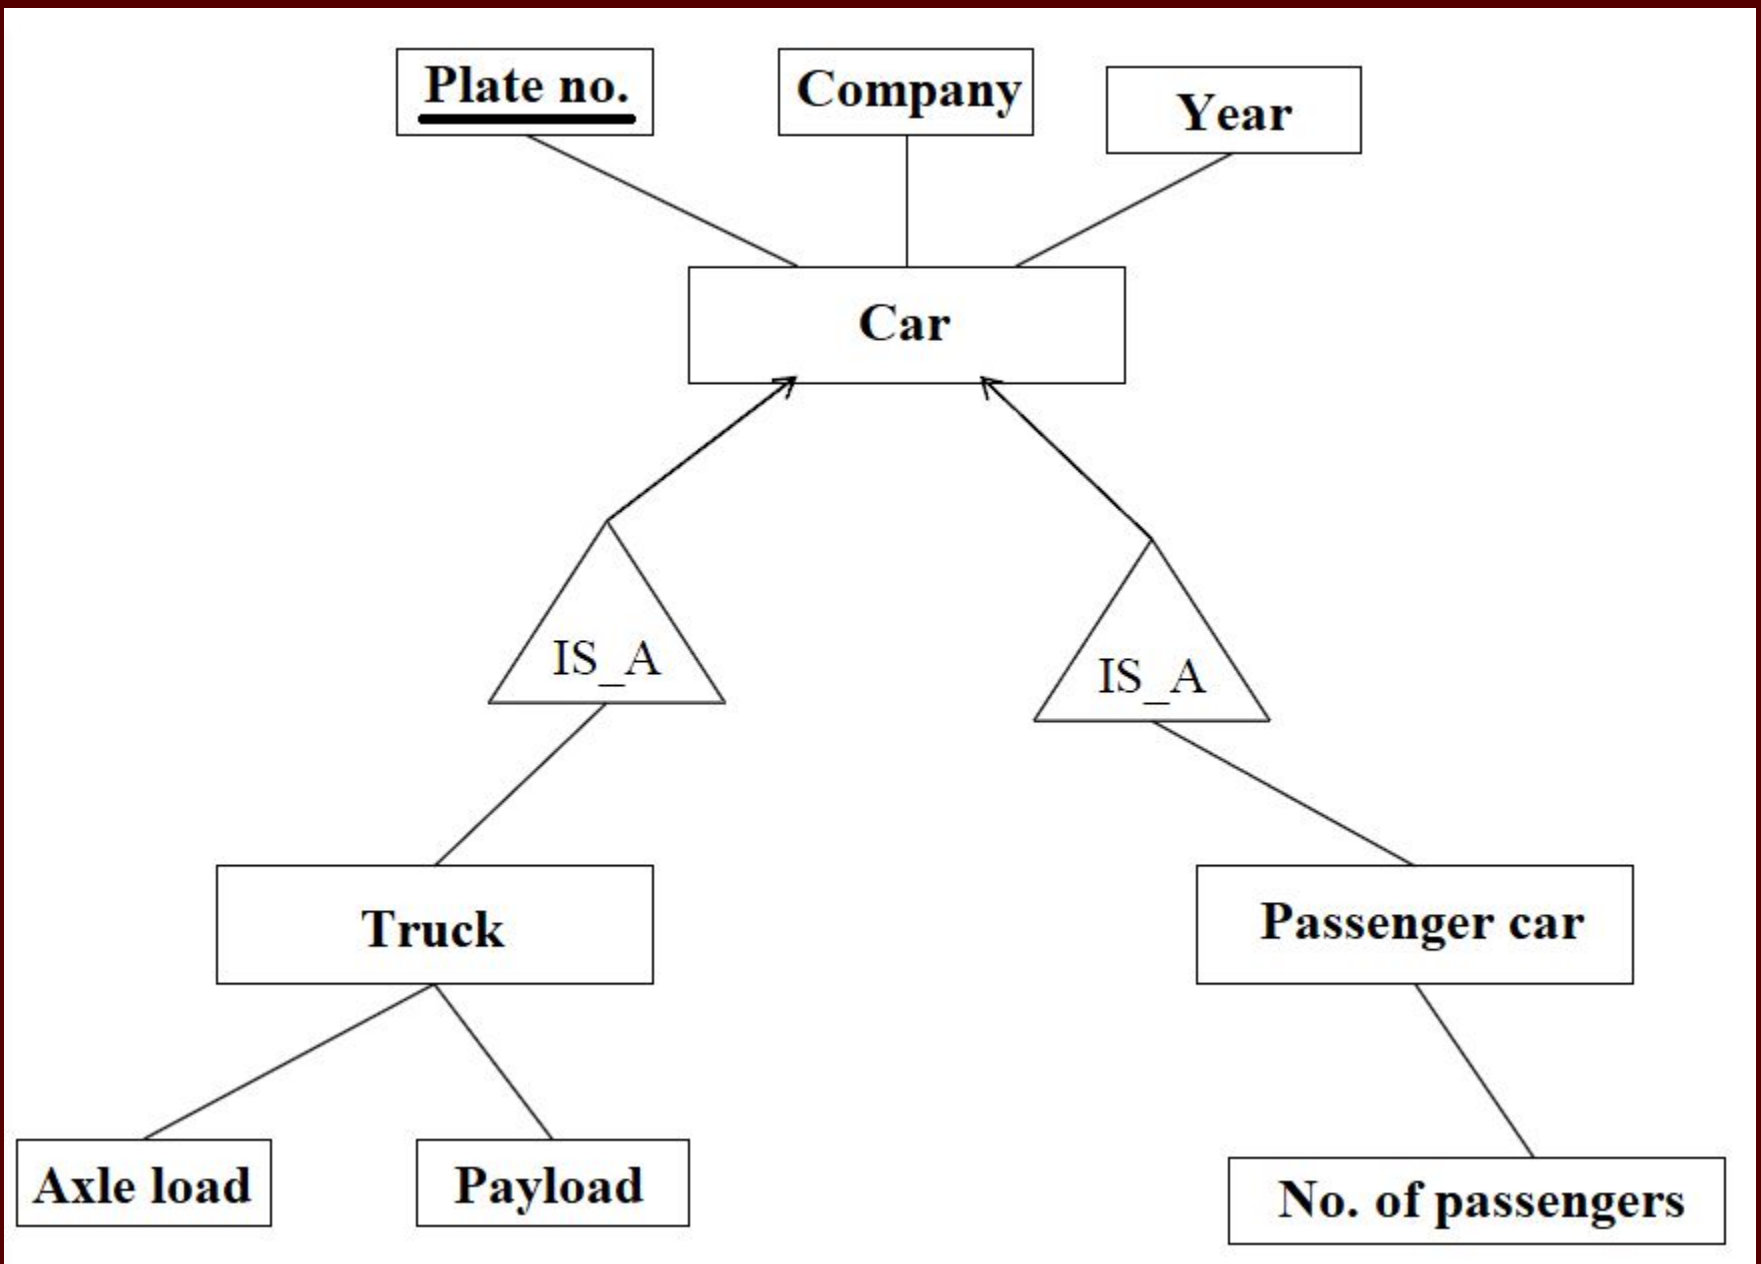 Plate no.
Company
Year
Car
IS_A
IS_A
Truck
Passenger car
Axle load
Payload
No. of passengers